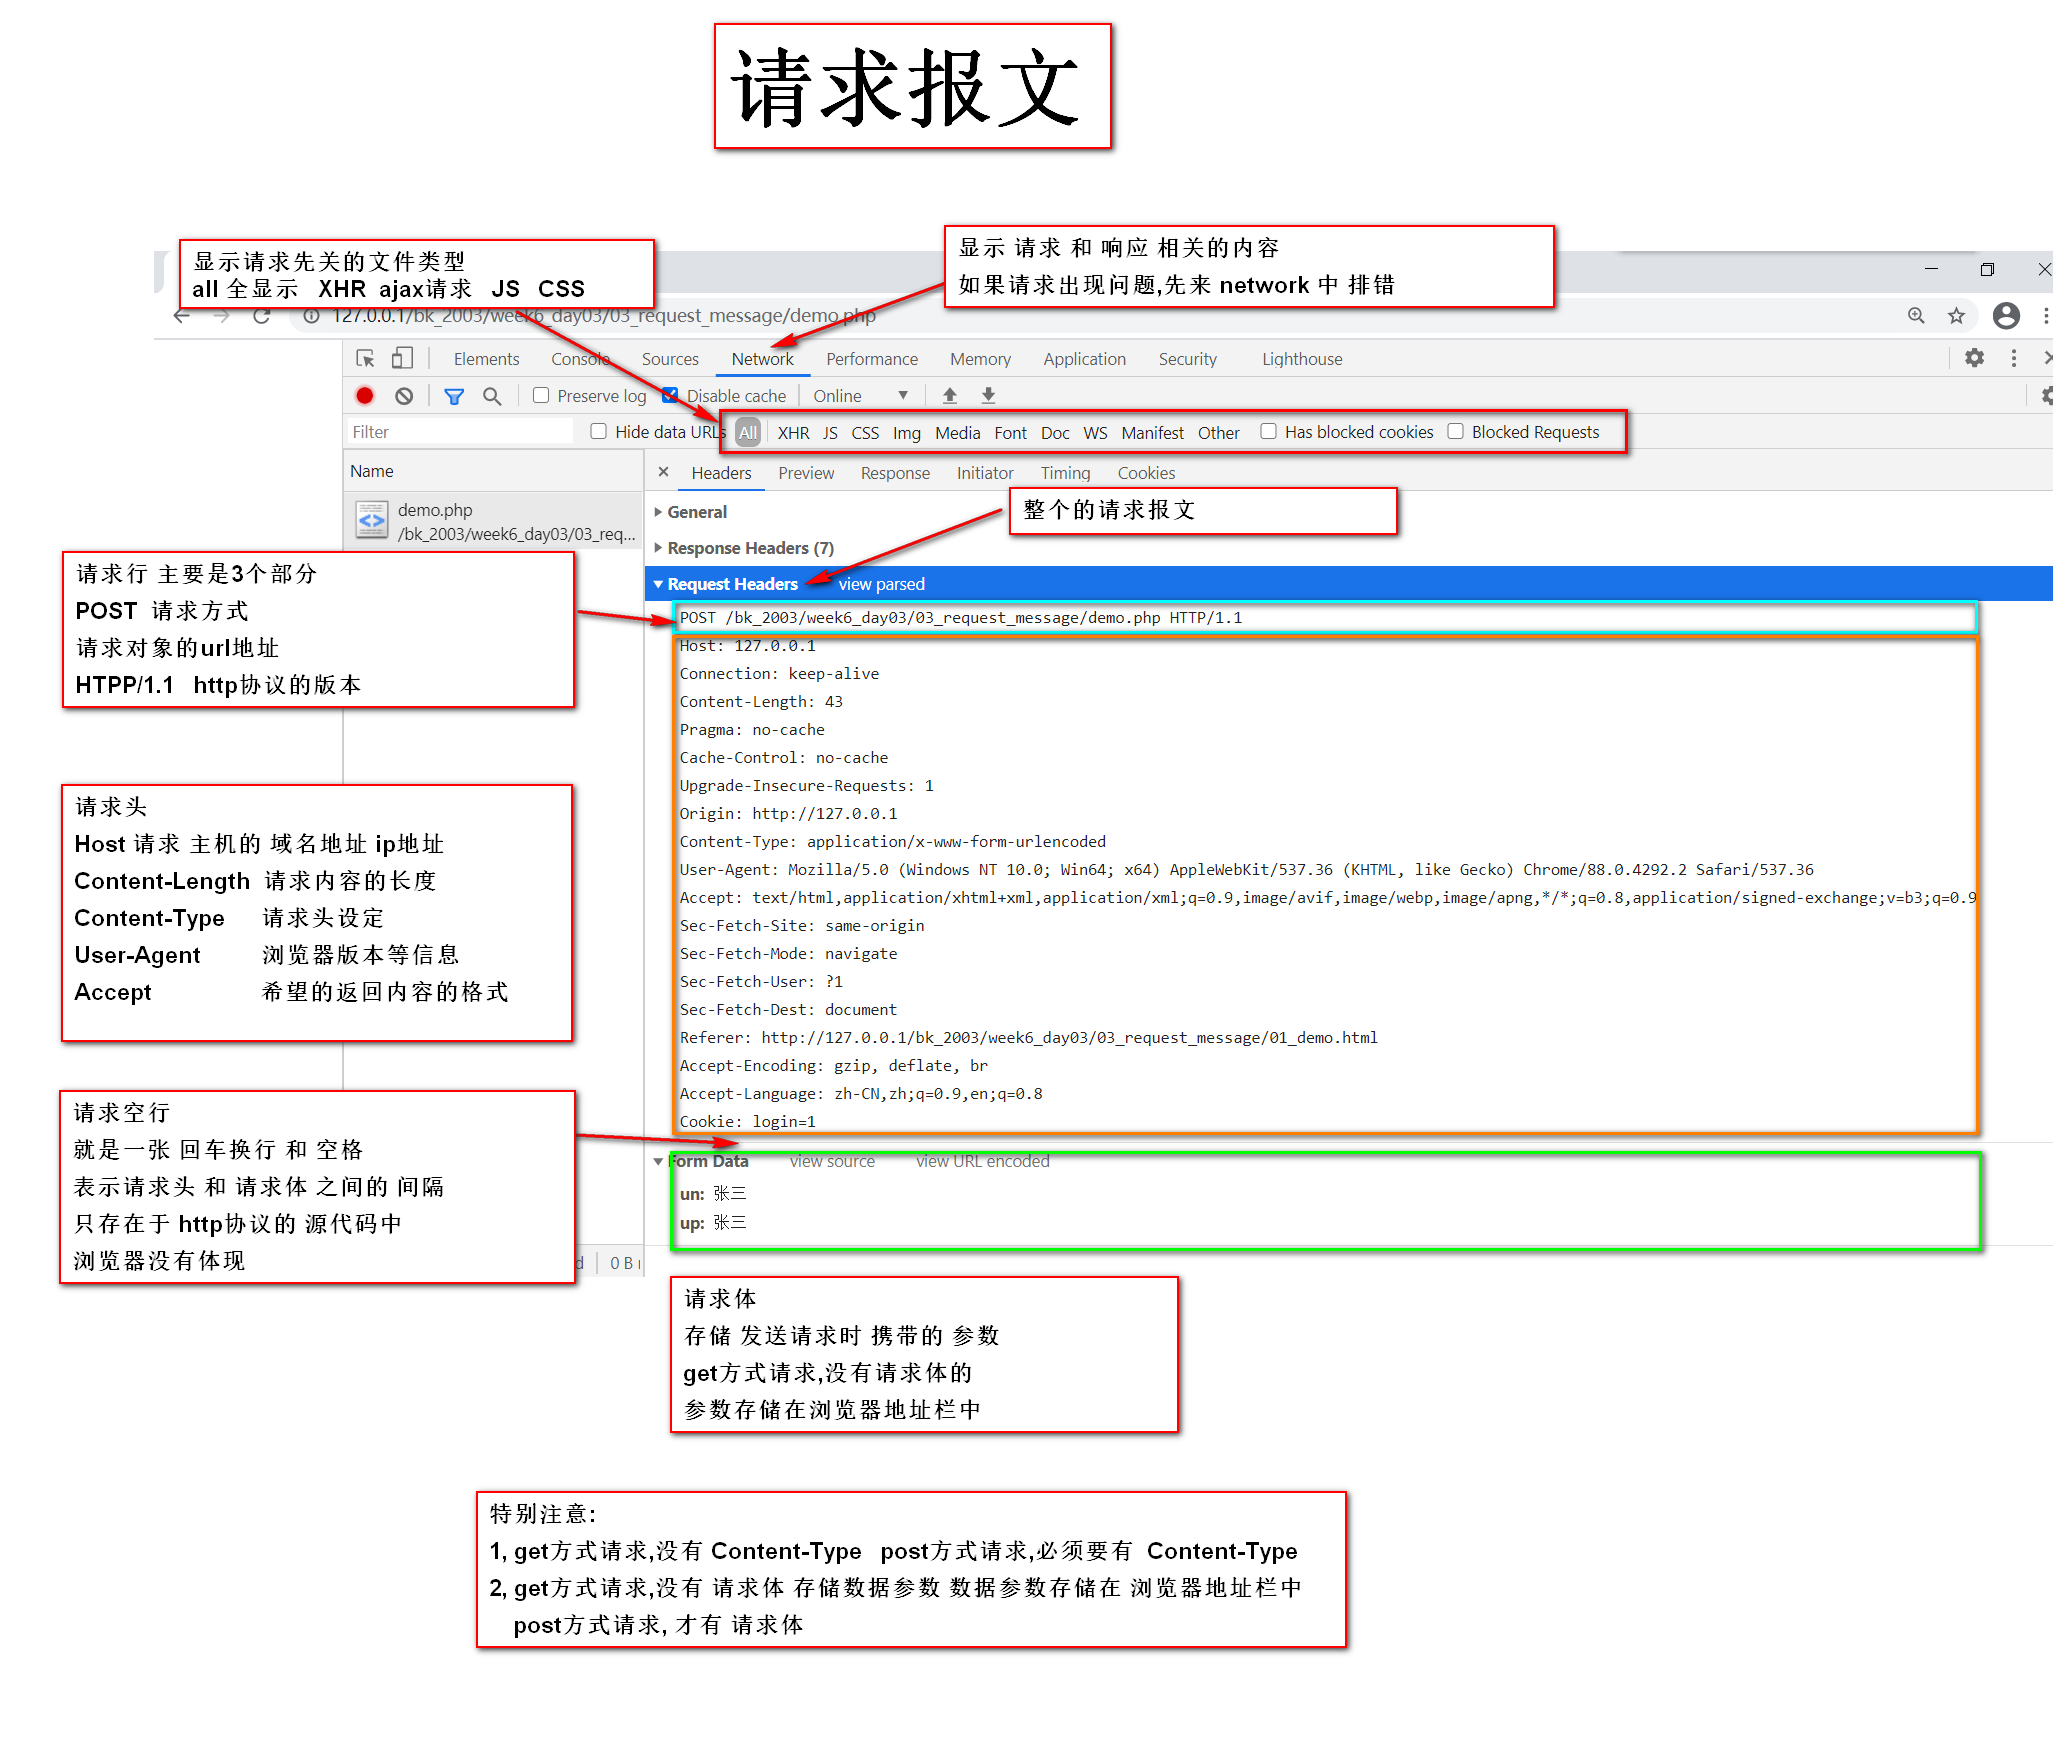 请求报文
显示请求先关的文件类型
all 全显示 XHR ajax请求 JS CSS
显示 请求 和 响应 相关的内容
如果请求出现问题,先来 network 中 排错
127.0.0.1/bk_2003/week6_day03/03_request_message/demo.php
Elements Console Sources Network Performance Memory Application Security Lighthouse
Preserve log Disable cache Online
Filter Hide data URLs All XHR JS CSS Img Media Font Doc WS Manifest Other Has blocked cookies Blocked Requests
Name
Headers Preview Response Initiator Timing Cookies
demo.php
/bk_2003/week6_day03/03_req...
General
整个的请求报文
Response Headers (7)
Request Headers view parsed
请求行 主要是3个部分
POST 请求方式
请求对象的url地址
HTPP/1.1 http协议的版本
POST /bk_2003/week6_day03/03_request_message/demo.php HTTP/1.1
Host: 127.0.0.1
Connection: keep-alive
Content-Length: 43
Pragma: no-cache
Cache-Control: no-cache
Upgrade-Insecure-Requests: 1
Origin: http://127.0.0.1
Content-Type: application/x-www-form-urlencoded
User-Agent: Mozilla/5.0 (Windows NT 10.0; Win64; x64) AppleWebKit/537.36 (KHTML, like Gecko) Chrome/88.0.4292.2 Safari/537.36
Accept: text/html,application/xhtml+xml,application/xml;q=0.9,image/avif,image/webp,image/apng,*/*;q=0.8,application/signed-exchange;v=b3;q=0.9
Sec-Fetch-Site: same-origin
Sec-Fetch-Mode: navigate
Sec-Fetch-User: ?1
Sec-Fetch-Dest: document
Referer: http://127.0.0.1/bk_2003/week6_day03/03_request_message/01_demo.html
Accept-Encoding: gzip, deflate, br
Accept-Language: zh-CN,zh;q=0.9,en;q=0.8
Cookie: login=1
请求头
Host 请求 主机的 域名地址 ip地址
Content-Length 请求内容的长度
Content-Type 请求头设定
User-Agent 浏览器版本等信息
Accept 希望的返回内容的格式
请求空行
就是一张 回车换行 和 空格
表示请求头 和 请求体 之间的 间隔
只存在于 http协议的 源代码中
浏览器没有体现
Form Data view source view URL encoded
un: 张三
up: 张三
0 B
请求体
存储 发送请求时 携带的 参数
get方式请求,没有请求体的
参数存储在浏览器地址栏中
特别注意:
1, get方式请求,没有 Content-Type post方式请求,必须要有 Content-Type
2, get方式请求,没有 请求体 存储数据参数 数据参数存储在 浏览器地址栏中
post方式请求, 才有 请求体